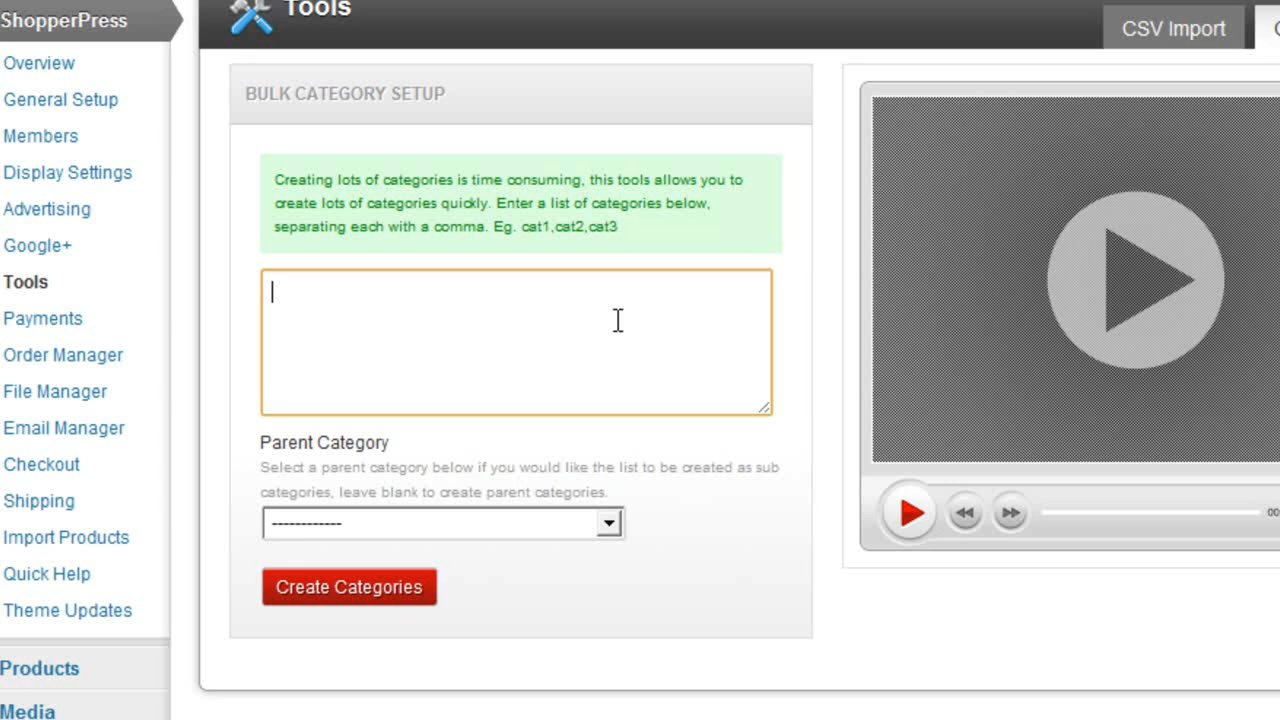 ShopperPress
Overview
General Setup
Members
Display Settings
Advertising
Google+
Tools
Payments
Order Manager
File Manager
Email Manager
Checkout
Shipping
Import Products
Quick Help
Theme Updates
Products
Media
Tools
CSV Import
BULK CATEGORY SETUP
Creating lots of categories is time consuming, this tools allows you to
create lots of categories quickly. Enter a list of categories below,
separating each with a comma. Eg. cat1,cat2,cat3
Parent Category
Select a parent category below if you would like the list to be created as sub
categories, leave blank to create parent categories.
------------
Create Categories
00